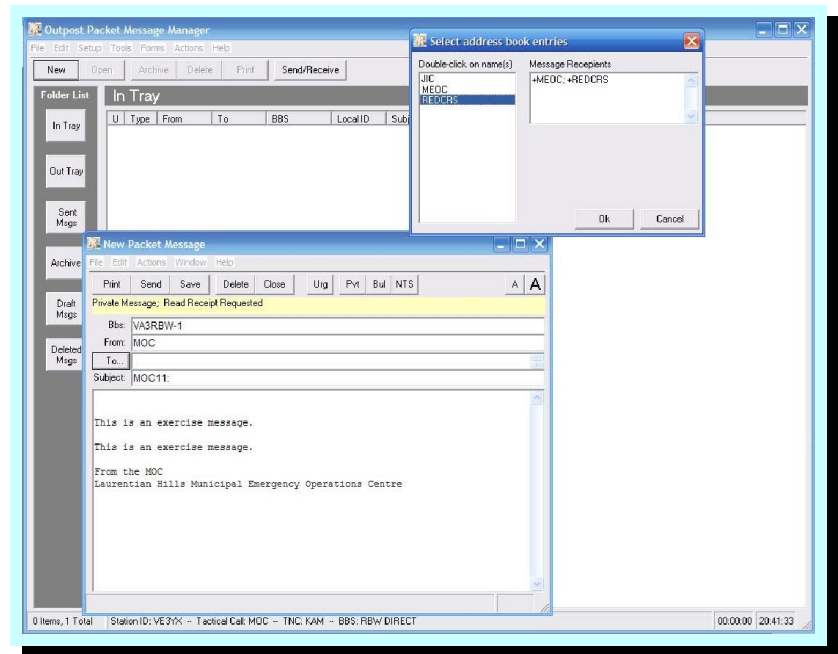 Outpost Packet Message Manager
File Edit Setup Tools Forms Actions Help
New Open Archive Delete Print Send/Receive
Folder List
In Tray
In Tray
Out Tray
Sent Msgs
Archive
Draft Msgs
Deleted Msgs
U Type From To BBS Local ID Subj
Select address book entries
Double-click on name(s)
JIC
MEOC
REDCRS
Message Recepients
+MEOC; +REDCRS
Ok Cancel
New Packet Message
File Edit Actions Window Help
Print Send Save Delete Close Urg Pvt Bul NTS A A
Private Message; Read Receipt Requested
Bbs: VA3RBW-1
From: MOC
To...
Subject: MOC11:
This is an exercise message.
This is an exercise message.
From the MOC
Laurentian Hills Municipal Emergency Operations Centre
0 Items, 1 Total Station ID: VE3YX -- Tactical Call: MOC -- TNC: KAM -- BBS: RBW DIRECT 00:00:00 20:41:33